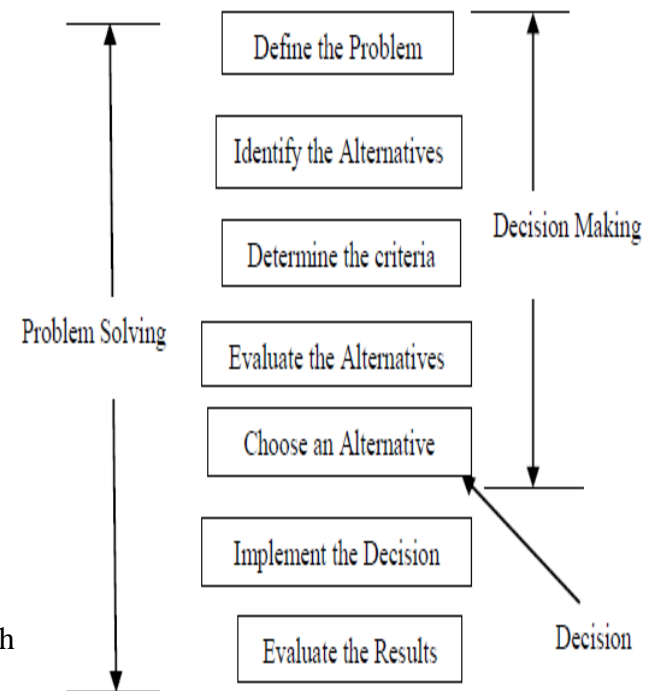 Define the Problem
Identify the Alternatives
Decision Making
Determine the criteria
Problem Solving
Evaluate the Alternatives
Choose an Alternative
Implement the Decision
h
Evaluate the Results
Decision